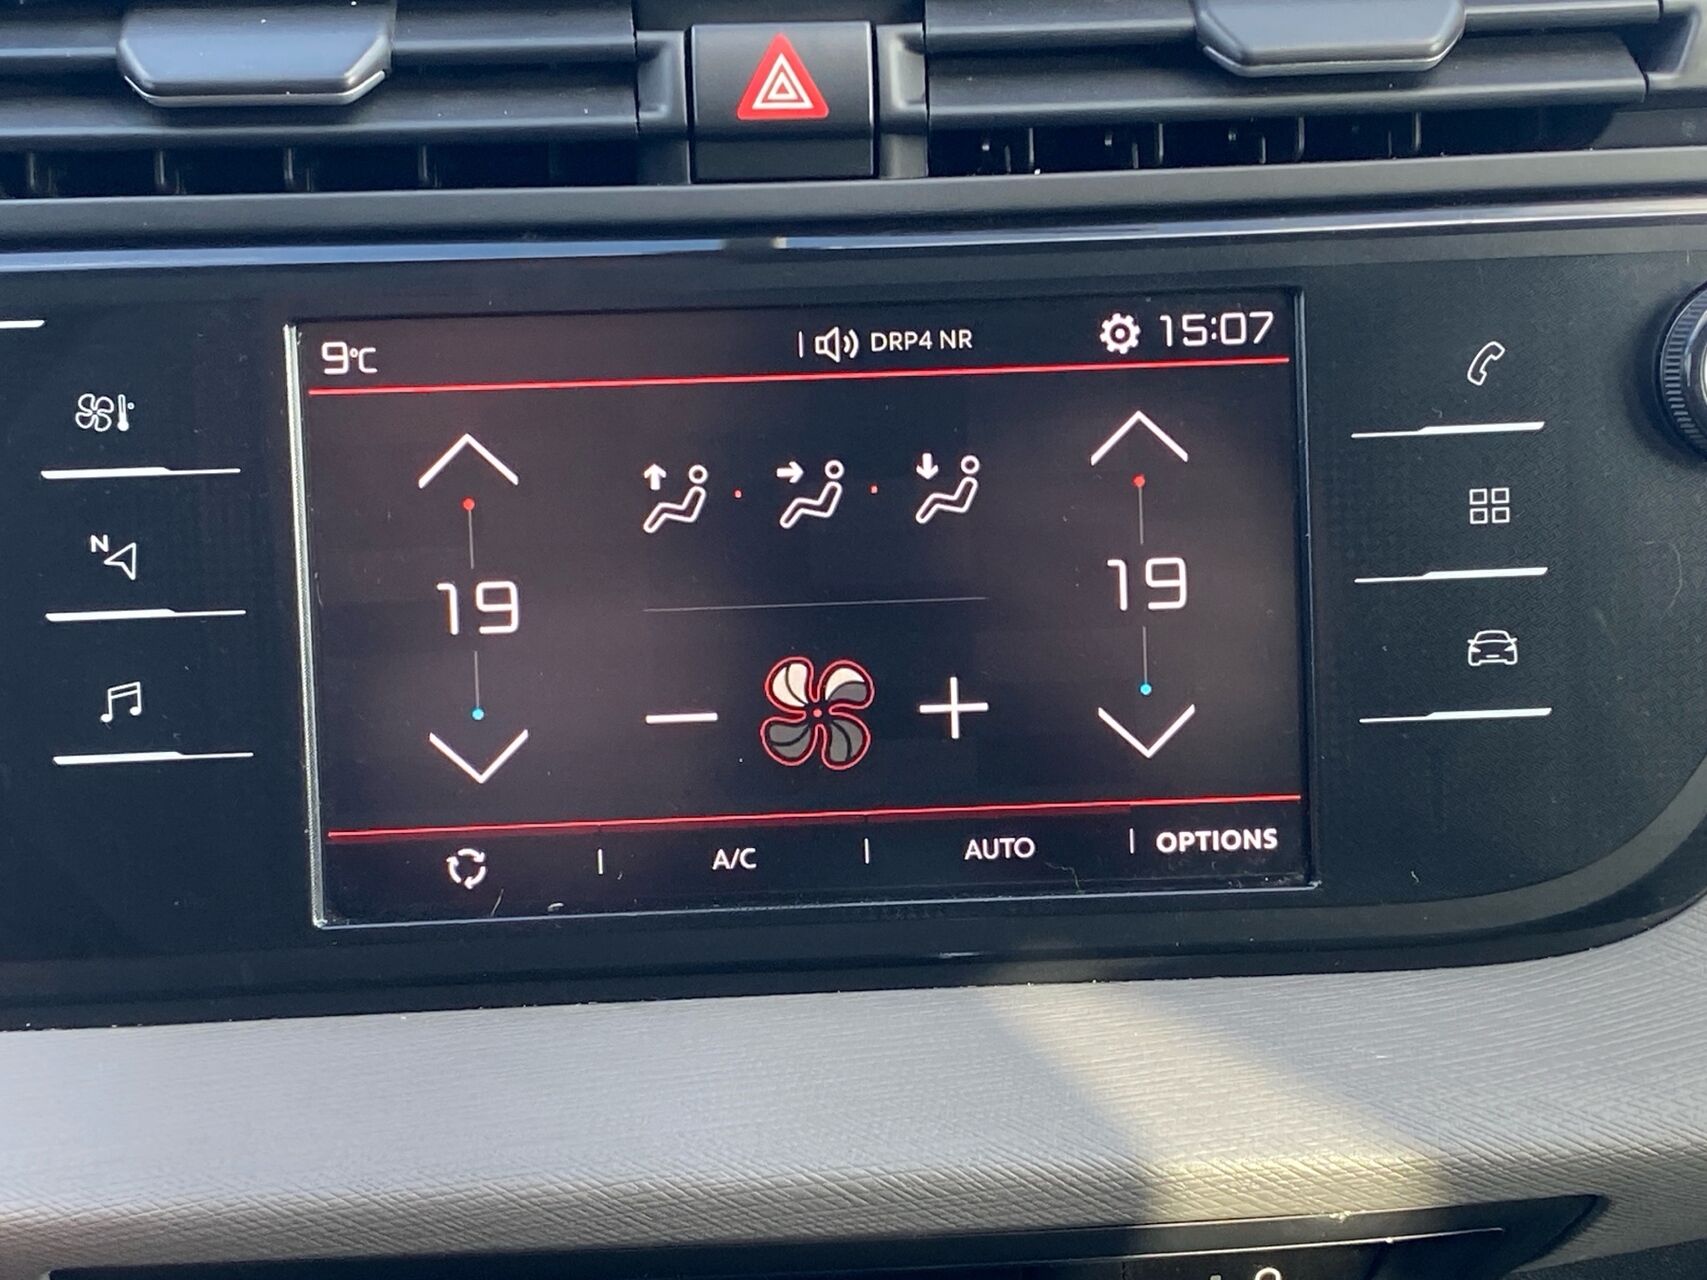 9°C
DRP4 NR
15:07
N
19
19
A/C
AUTO
OPTIONS